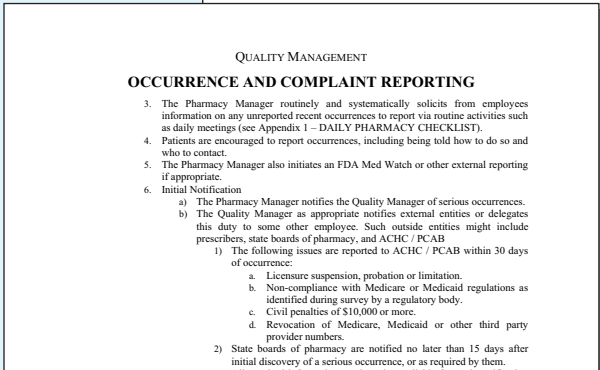 QUALITY MANAGEMENT
OCCURRENCE AND COMPLAINT REPORTING
3. The Pharmacy Manager routinely and systematically solicits from employees
information on any unreported recent occurrences to report via routine activities such
as daily meetings (see Appendix 1 – DAILY PHARMACY CHECKLIST).
4. Patients are encouraged to report occurrences, including being told how to do so and
who to contact.
5. The Pharmacy Manager also initiates an FDA Med Watch or other external reporting
if appropriate.
6. Initial Notification
a) The Pharmacy Manager notifies the Quality Manager of serious occurrences.
b) The Quality Manager as appropriate notifies external entities or delegates
this duty to some other employee. Such outside entities might include
prescribers, state boards of pharmacy, and ACHC / PCAB
1) The following issues are reported to ACHC / PCAB within 30 days
of occurrence:
a. Licensure suspension, probation or limitation.
b. Non-compliance with Medicare or Medicaid regulations as
identified during survey by a regulatory body.
c. Civil penalties of $10,000 or more.
d. Revocation of Medicare, Medicaid or other third party
provider numbers.
2) State boards of pharmacy are notified no later than 15 days after
initial discovery of a serious occurrence, or as required by them.